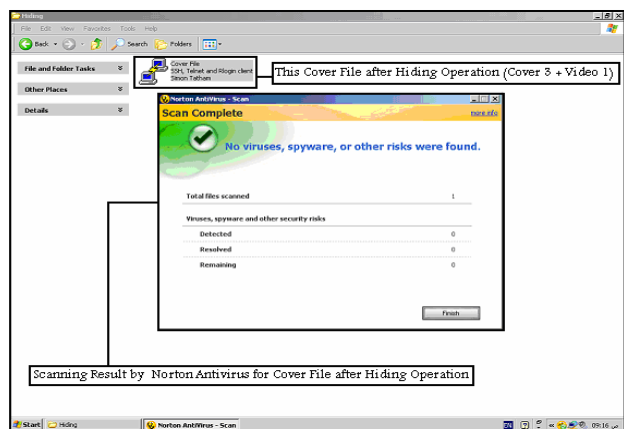 Hiding
File Edit View Favorites Tools Help
Back Search Folders
File and Folder Tasks
Other Places
Details
Cover File
SSH, Telnet and Rlogin client
Simon Tatham
This Cover File after Hiding Operation (Cover 3 + Video 1)
Norton AntiVirus - Scan
Scan Complete
more info
No viruses, spyware, or other risks were found.
Total files scanned 1
Viruses, spyware and other security risks
Detected 0
Resolved 0
Remaining 0
Finish
Scanning Result by Norton Antivirus for Cover File after Hiding Operation
Start Hiding Norton AntiVirus - Scan EN 09:16 م